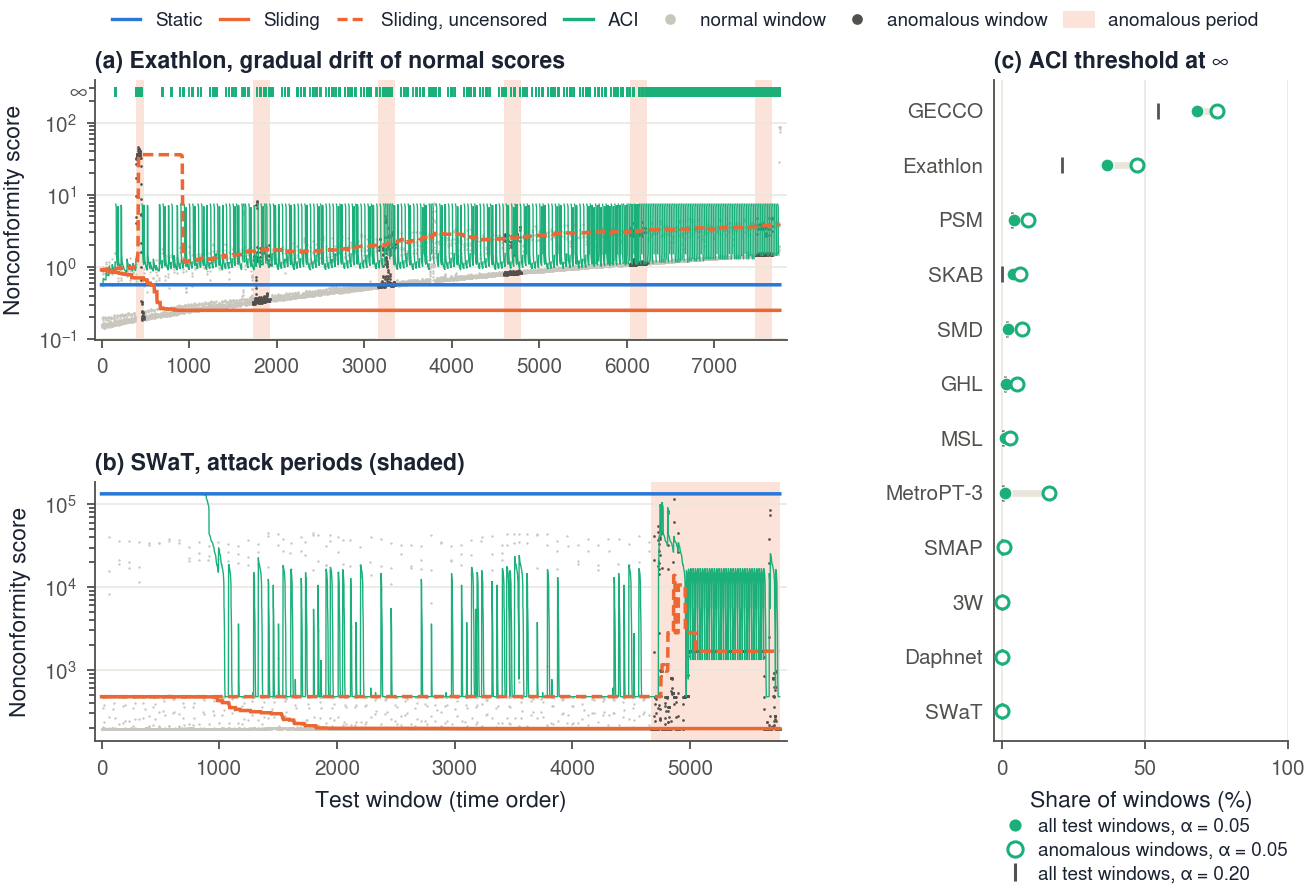 Static Sliding Sliding, uncensored ACI normal window anomalous window anomalous period
(a) Exathlon, gradual drift of normal scores
Nonconformity score
∞
10²
10¹
10⁰
10⁻¹
0 1000 2000 3000 4000 5000 6000 7000
(b) SWaT, attack periods (shaded)
Nonconformity score
10⁵
10⁴
10³
0 1000 2000 3000 4000 5000
Test window (time order)
(c) ACI threshold at ∞
GECCO
Exathlon
PSM
SKAB
SMD
GHL
MSL
MetroPT-3
SMAP
3W
Daphnet
SWaT
0 50 100
Share of windows (%)
all test windows, α = 0.05
anomalous windows, α = 0.05
all test windows, α = 0.20